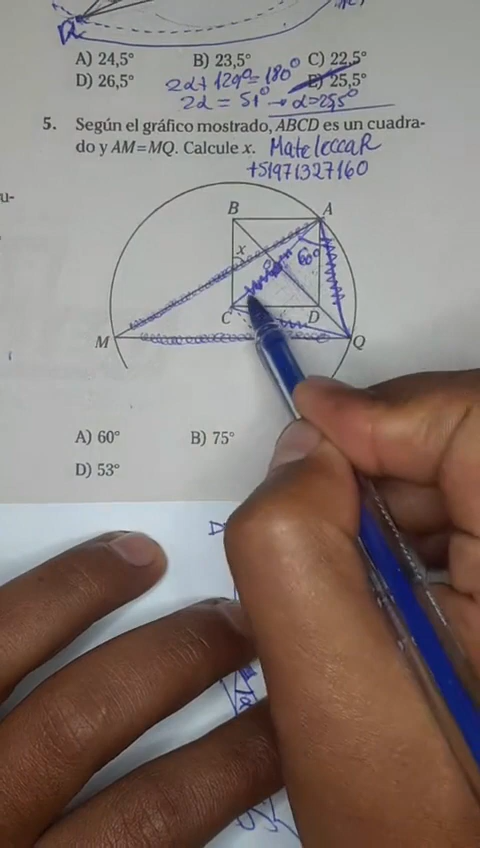 A) 24,5° B) 23,5° C) 22,5°
D) 26,5° 2α+129°=180° E) 25,5°
2α = 51° → α=25,5°
5. Según el gráfico mostrado, ABCD es un cuadra-
do y AM=MQ. Calcule x. MateleccaR
+51971327160
u-
B A
x 60°
C D
M Q
A) 60° B) 75°
D) 53°
D